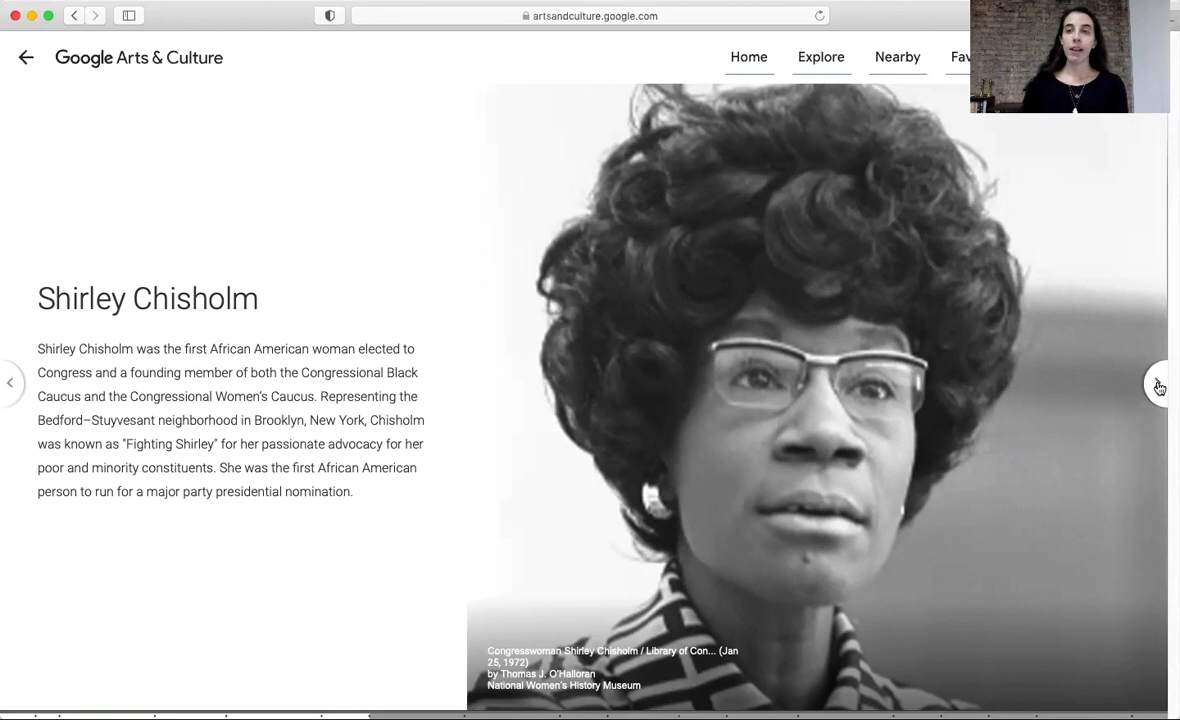 artsandculture.google.com
Google Arts & Culture
Home Explore Nearby Fav
Shirley Chisholm
Shirley Chisholm was the first African American woman elected to
Congress and a founding member of both the Congressional Black
Caucus and the Congressional Women's Caucus. Representing the
Bedford–Stuyvesant neighborhood in Brooklyn, New York, Chisholm
was known as "Fighting Shirley" for her passionate advocacy for her
poor and minority constituents. She was the first African American
person to run for a major party presidential nomination.
Congresswoman Shirley Chisholm / Library of Con... (Jan
25, 1972)
by Thomas J. O'Halloran
National Women's History Museum